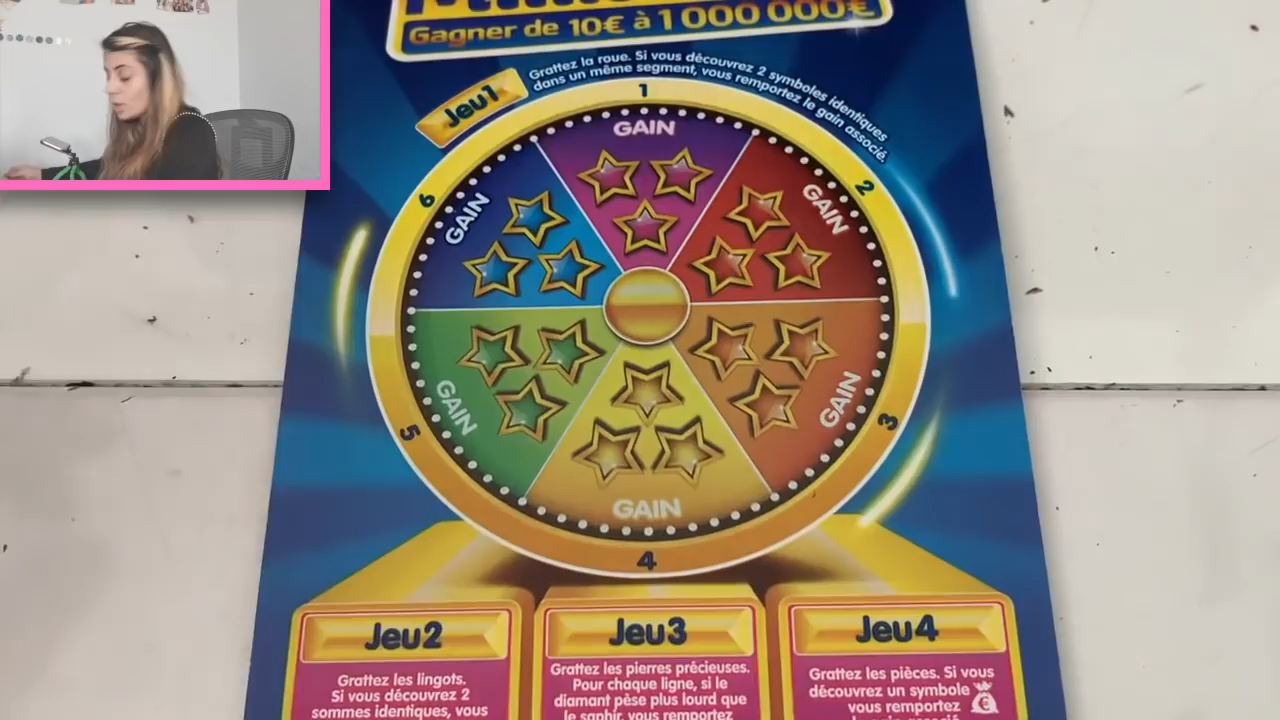 Gagner de 10€ à 1 000 000€
Jeu1
Grattez la roue. Si vous découvrez 2 symboles identiques
dans un même segment, vous remportez le gain associé.
1
GAIN
2
GAIN
3
GAIN
4
GAIN
5
GAIN
6
GAIN
Jeu2
Grattez les lingots.
Si vous découvrez 2
sommes identiques, vous
Jeu3
Grattez les pierres précieuses.
Pour chaque ligne, si le
diamant pèse plus lourd que
le saphir, vous remportez
Jeu4
Grattez les pièces. Si vous
découvrez un symbole
€
vous remportez
le gain associé.